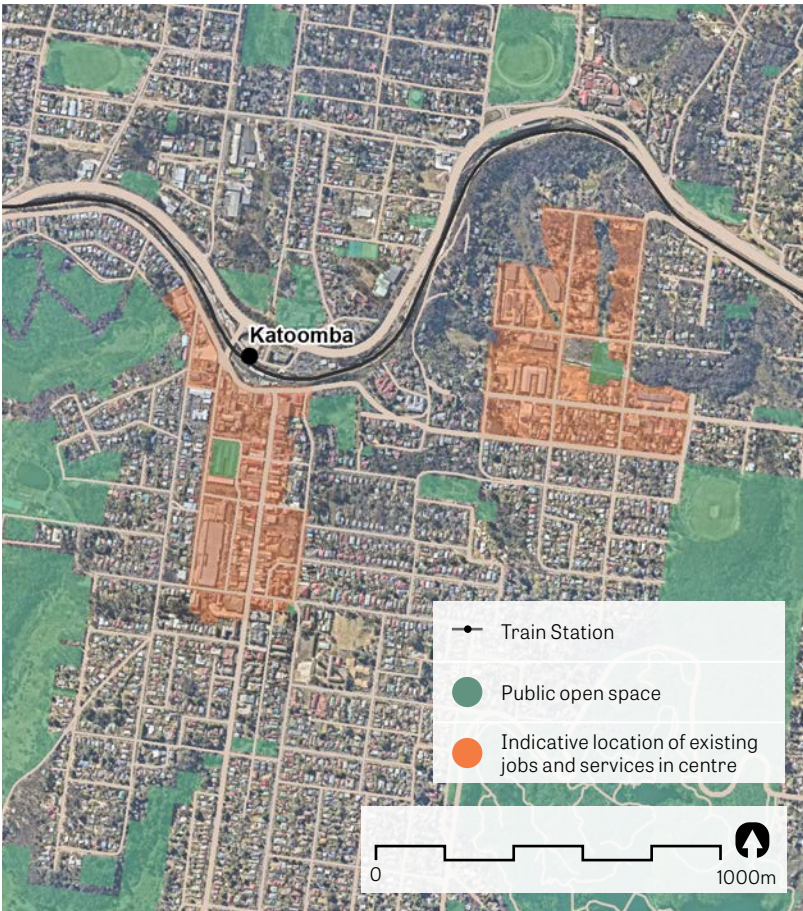 Katoomba
Train Station
Public open space
Indicative location of existing
jobs and services in centre
0
1000m